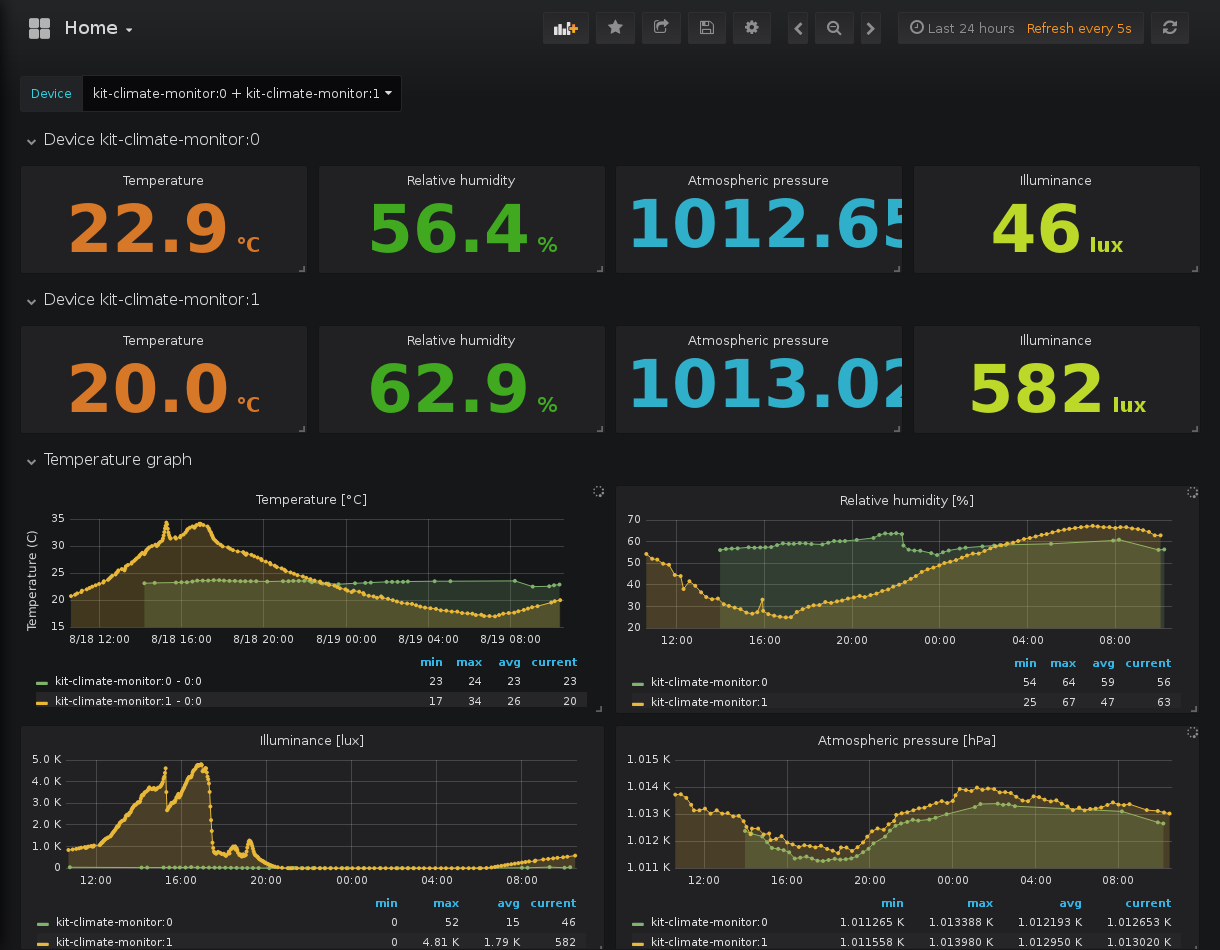 Home
Last 24 hours Refresh every 5s
Device kit-climate-monitor:0 + kit-climate-monitor:1
Device kit-climate-monitor:0
Temperature Relative humidity Atmospheric pressure Illuminance
22.9 °C 56.4 % 1012.65 46 lux
Device kit-climate-monitor:1
Temperature Relative humidity Atmospheric pressure Illuminance
20.0 °C 62.9 % 1013.02 582 lux
Temperature graph
Temperature [°C]
Temperature (C)
35
30
25
20
15
8/18 12:00 8/18 16:00 8/18 20:00 8/19 00:00 8/19 04:00 8/19 08:00
min max avg current
kit-climate-monitor:0 - 0:0 23 24 23 23
kit-climate-monitor:1 - 0:0 17 34 26 20
Relative humidity [%]
70
60
50
40
30
20
12:00 16:00 20:00 00:00 04:00 08:00
min max avg current
kit-climate-monitor:0 54 64 59 56
kit-climate-monitor:1 25 67 47 63
Illuminance [lux]
5.0 K
4.0 K
3.0 K
2.0 K
1.0 K
0
12:00 16:00 20:00 00:00 04:00 08:00
min max avg current
kit-climate-monitor:0 0 52 15 46
kit-climate-monitor:1 0 4.81 K 1.79 K 582
Atmospheric pressure [hPa]
1.015 K
1.014 K
1.013 K
1.012 K
1.011 K
12:00 16:00 20:00 00:00 04:00 08:00
min max avg current
kit-climate-monitor:0 1.011265 K 1.013388 K 1.012193 K 1.012653 K
kit-climate-monitor:1 1.011558 K 1.013980 K 1.012950 K 1.013020 K